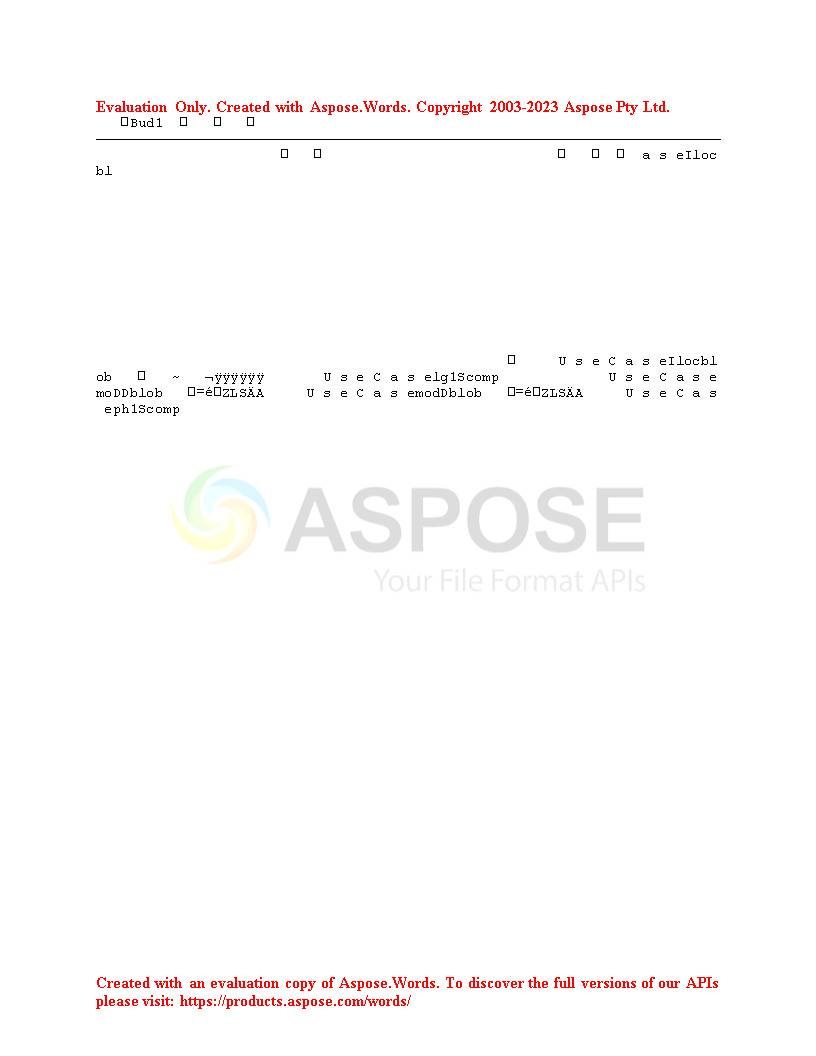 Evaluation Only. Created with Aspose.Words. Copyright 2003-2023 Aspose Pty Ltd.
□Bud1 □ □ □
□ □ □ □ □ a s eIloc
bl
□ U s e C a s eIlocbl
ob □ ~ ¬ÿÿÿÿÿÿ U s e C a s elg1Scomp U s e C a s e
moDDblob □=é□ZLSÄA U s e C a s emodDblob □=é□ZLSÄA U s e C a s
eph1Scomp
ASPOSE
Your File Format APIs
Created with an evaluation copy of Aspose.Words. To discover the full versions of our APIs
please visit: https://products.aspose.com/words/